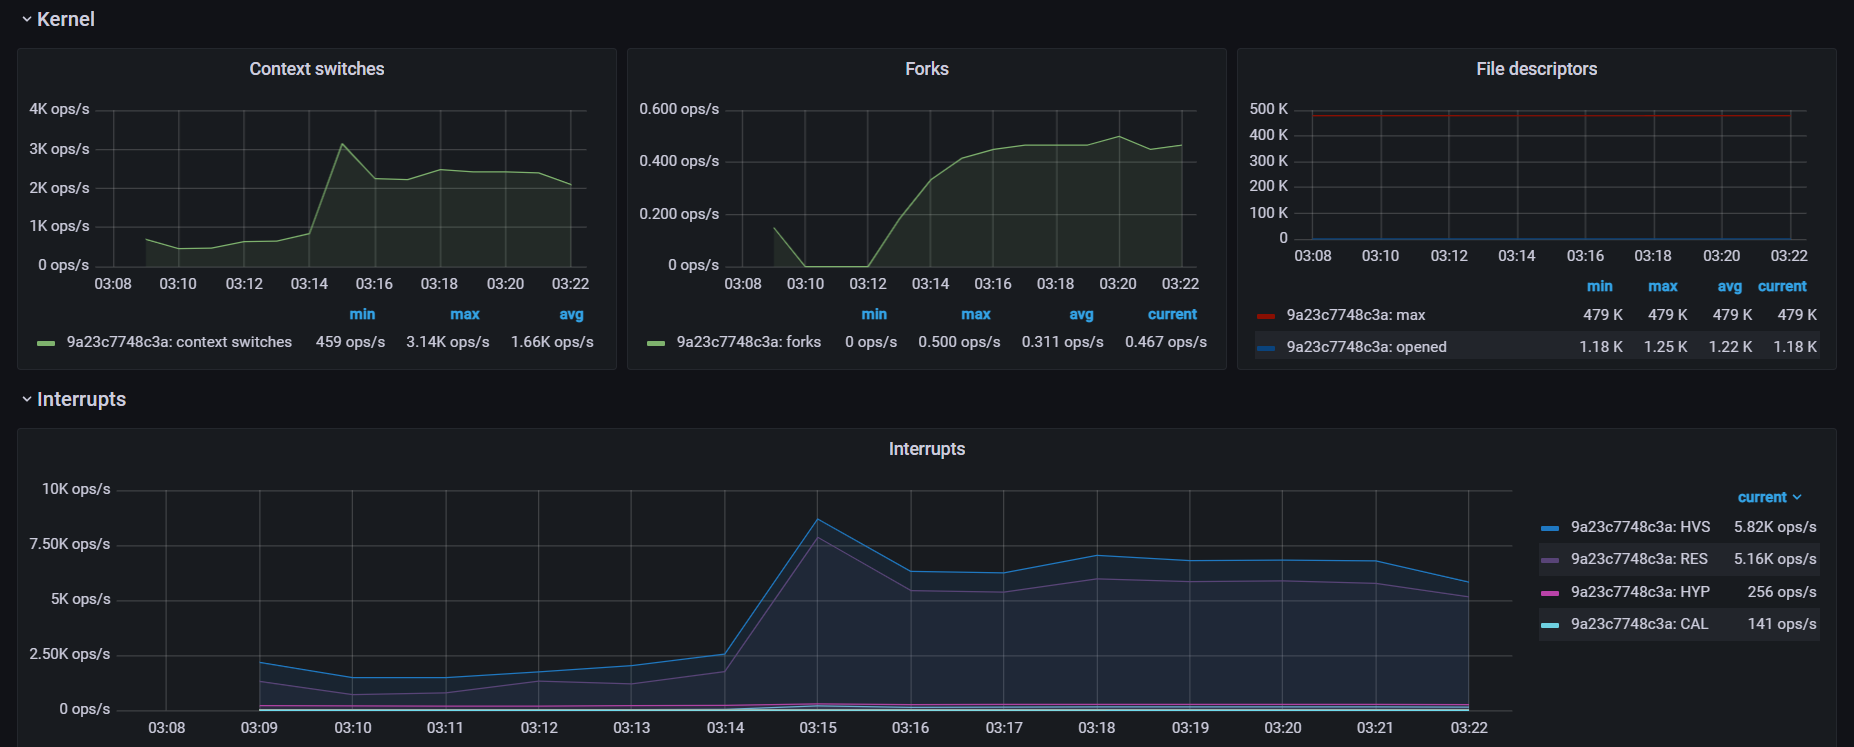 Kernel
Context switches
4K ops/s
3K ops/s
2K ops/s
1K ops/s
0 ops/s
03:08 03:10 03:12 03:14 03:16 03:18 03:20 03:22
min max avg
9a23c7748c3a: context switches 459 ops/s 3.14K ops/s 1.66K ops/s
Forks
0.600 ops/s
0.400 ops/s
0.200 ops/s
0 ops/s
03:08 03:10 03:12 03:14 03:16 03:18 03:20 03:22
min max avg current
9a23c7748c3a: forks 0 ops/s 0.500 ops/s 0.311 ops/s 0.467 ops/s
File descriptors
500 K
400 K
300 K
200 K
100 K
0
03:08 03:10 03:12 03:14 03:16 03:18 03:20 03:22
min max avg current
9a23c7748c3a: max 479 K 479 K 479 K 479 K
9a23c7748c3a: opened 1.18 K 1.25 K 1.22 K 1.18 K
Interrupts
Interrupts
10K ops/s
7.50K ops/s
5K ops/s
2.50K ops/s
0 ops/s
03:08 03:09 03:10 03:11 03:12 03:13 03:14 03:15 03:16 03:17 03:18 03:19 03:20 03:21 03:22
current
9a23c7748c3a: HVS 5.82K ops/s
9a23c7748c3a: RES 5.16K ops/s
9a23c7748c3a: HYP 256 ops/s
9a23c7748c3a: CAL 141 ops/s